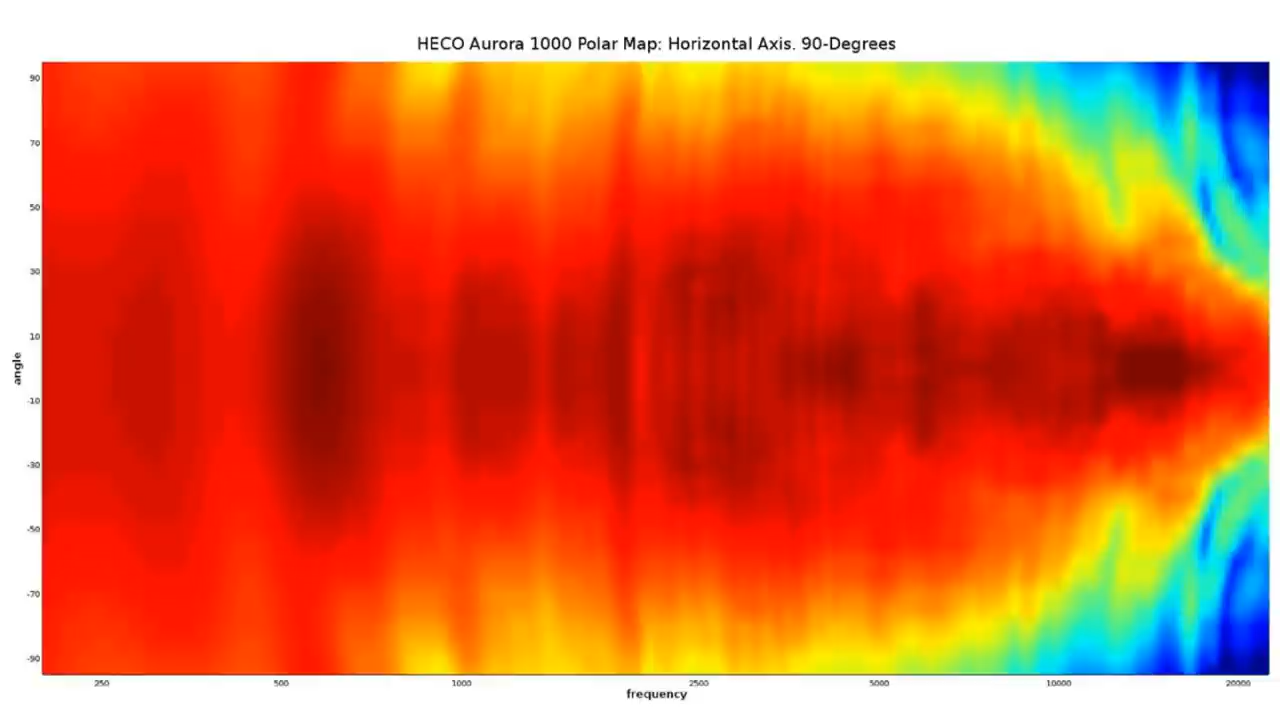 HECO Aurora 1000 Polar Map: Horizontal Axis. 90-Degrees
90
70
50
30
10
-10
-30
-50
-70
-90
angle
250 500 1000 2500 5000 10000 20000
frequency